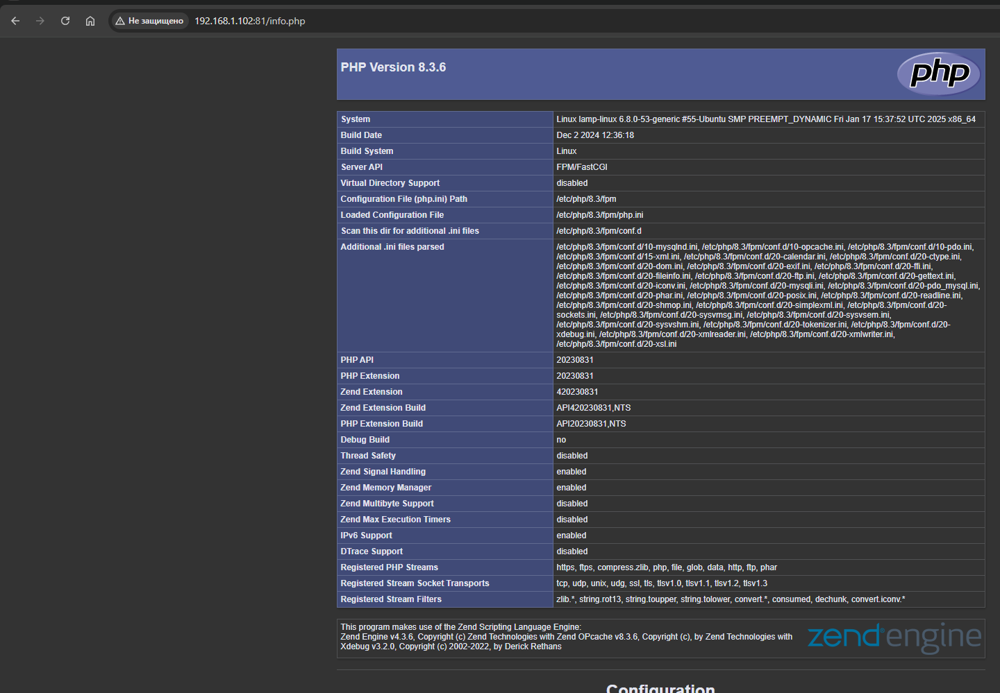 Не защищено 192.168.1.102:81/info.php
PHP Version 8.3.6
php
System Linux lamp-linux 6.8.0-53-generic #55-Ubuntu SMP PREEMPT_DYNAMIC Fri Jan 17 15:37:52 UTC 2025 x86_64
Build Date Dec 2 2024 12:36:18
Build System Linux
Server API FPM/FastCGI
Virtual Directory Support disabled
Configuration File (php.ini) Path /etc/php/8.3/fpm
Loaded Configuration File /etc/php/8.3/fpm/php.ini
Scan this dir for additional .ini files /etc/php/8.3/fpm/conf.d
Additional .ini files parsed /etc/php/8.3/fpm/conf.d/10-mysqlnd.ini, /etc/php/8.3/fpm/conf.d/10-opcache.ini, /etc/php/8.3/fpm/conf.d/10-pdo.ini,
/etc/php/8.3/fpm/conf.d/15-xml.ini, /etc/php/8.3/fpm/conf.d/20-calendar.ini, /etc/php/8.3/fpm/conf.d/20-ctype.ini,
/etc/php/8.3/fpm/conf.d/20-dom.ini, /etc/php/8.3/fpm/conf.d/20-exif.ini, /etc/php/8.3/fpm/conf.d/20-ffi.ini,
/etc/php/8.3/fpm/conf.d/20-fileinfo.ini, /etc/php/8.3/fpm/conf.d/20-ftp.ini, /etc/php/8.3/fpm/conf.d/20-gettext.ini,
/etc/php/8.3/fpm/conf.d/20-iconv.ini, /etc/php/8.3/fpm/conf.d/20-mysqli.ini, /etc/php/8.3/fpm/conf.d/20-pdo_mysql.ini,
/etc/php/8.3/fpm/conf.d/20-phar.ini, /etc/php/8.3/fpm/conf.d/20-posix.ini, /etc/php/8.3/fpm/conf.d/20-readline.ini,
/etc/php/8.3/fpm/conf.d/20-shmop.ini, /etc/php/8.3/fpm/conf.d/20-simplexml.ini, /etc/php/8.3/fpm/conf.d/20-
sockets.ini, /etc/php/8.3/fpm/conf.d/20-sysvmsg.ini, /etc/php/8.3/fpm/conf.d/20-sysvsem.ini,
/etc/php/8.3/fpm/conf.d/20-sysvshm.ini, /etc/php/8.3/fpm/conf.d/20-tokenizer.ini, /etc/php/8.3/fpm/conf.d/20-
xdebug.ini, /etc/php/8.3/fpm/conf.d/20-xmlreader.ini, /etc/php/8.3/fpm/conf.d/20-xmlwriter.ini,
/etc/php/8.3/fpm/conf.d/20-xsl.ini
PHP API 20230831
PHP Extension 20230831
Zend Extension 420230831
Zend Extension Build API420230831,NTS
PHP Extension Build API20230831,NTS
Debug Build no
Thread Safety disabled
Zend Signal Handling enabled
Zend Memory Manager enabled
Zend Multibyte Support disabled
Zend Max Execution Timers disabled
IPv6 Support enabled
DTrace Support disabled
Registered PHP Streams https, ftps, compress.zlib, php, file, glob, data, http, ftp, phar
Registered Stream Socket Transports tcp, udp, unix, udg, ssl, tls, tlsv1.0, tlsv1.1, tlsv1.2, tlsv1.3
Registered Stream Filters zlib.*, string.rot13, string.toupper, string.tolower, convert.*, consumed, dechunk, convert.iconv.*
This program makes use of the Zend Scripting Language Engine:
Zend Engine v4.3.6, Copyright (c) Zend Technologies with Zend OPcache v8.3.6, Copyright (c), by Zend Technologies with
Xdebug v3.2.0, Copyright (c) 2002-2022, by Derick Rethans
zend® engine
Configuration